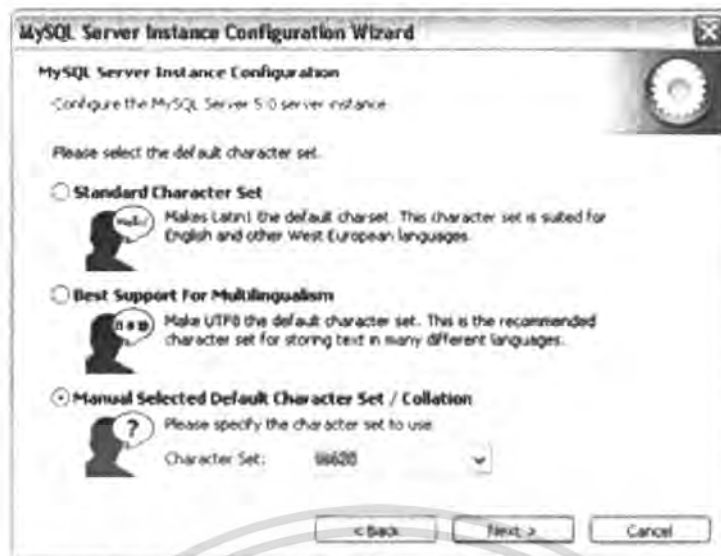 MySQL Server Instance Configuration Wizard
MySQL Server Instance Configuration
Configure the MySQL Server 5.0 server instance.
Please select the default character set.
Standard Character Set
Makes Latin1 the default charset. This character set is suited for
English and other West European languages.
Best Support For Multilingualism
Make UTF8 the default character set. This is the recommended
character set for storing text in many different languages.
Manual Selected Default Character Set / Collation
?
Please specify the character set to use.
Character Set:
< Back Next > Cancel